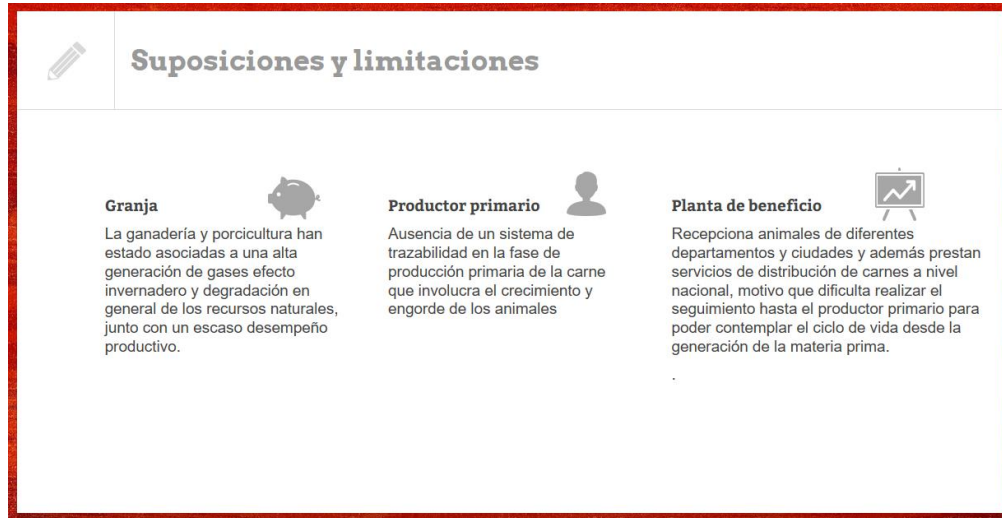 Suposiciones y limitaciones
Granja
La ganadería y porcicultura han
estado asociadas a una alta
generación de gases efecto
invernadero y degradación en
general de los recursos naturales,
junto con un escaso desempeño
productivo.
Productor primario
Ausencia de un sistema de
trazabilidad en la fase de
producción primaria de la carne
que involucra el crecimiento y
engorde de los animales
Planta de beneficio
Recepciona animales de diferentes
departamentos y ciudades y además prestan
servicios de distribución de carnes a nivel
nacional, motivo que dificulta realizar el
seguimiento hasta el productor primario para
poder contemplar el ciclo de vida desde la
generación de la materia prima.
.